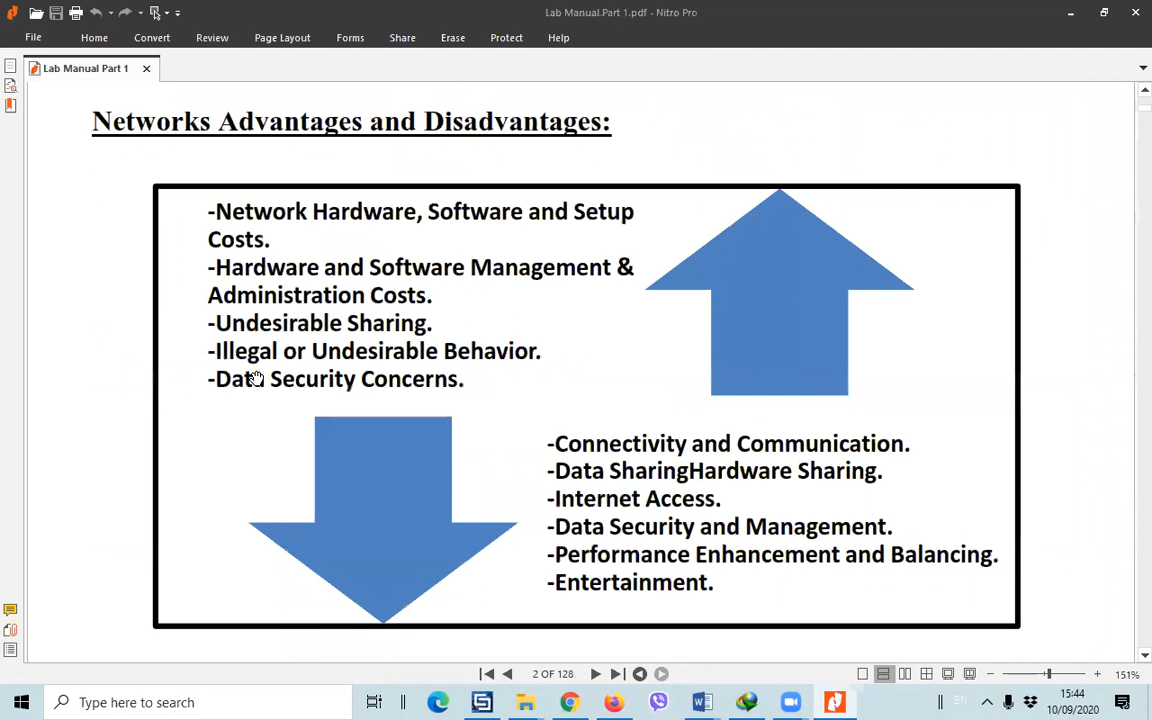 Lab Manual.Part 1.pdf - Nitro Pro
File Home Convert Review Page Layout Forms Share Erase Protect Help
Lab Manual Part 1
Networks Advantages and Disadvantages:
-Network Hardware, Software and Setup
Costs.
-Hardware and Software Management &
Administration Costs.
-Undesirable Sharing.
-Illegal or Undesirable Behavior.
-Data Security Concerns.
-Connectivity and Communication.
-Data SharingHardware Sharing.
-Internet Access.
-Data Security and Management.
-Performance Enhancement and Balancing.
-Entertainment.
2 OF 128
151%
Type here to search
15:44
10/09/2020